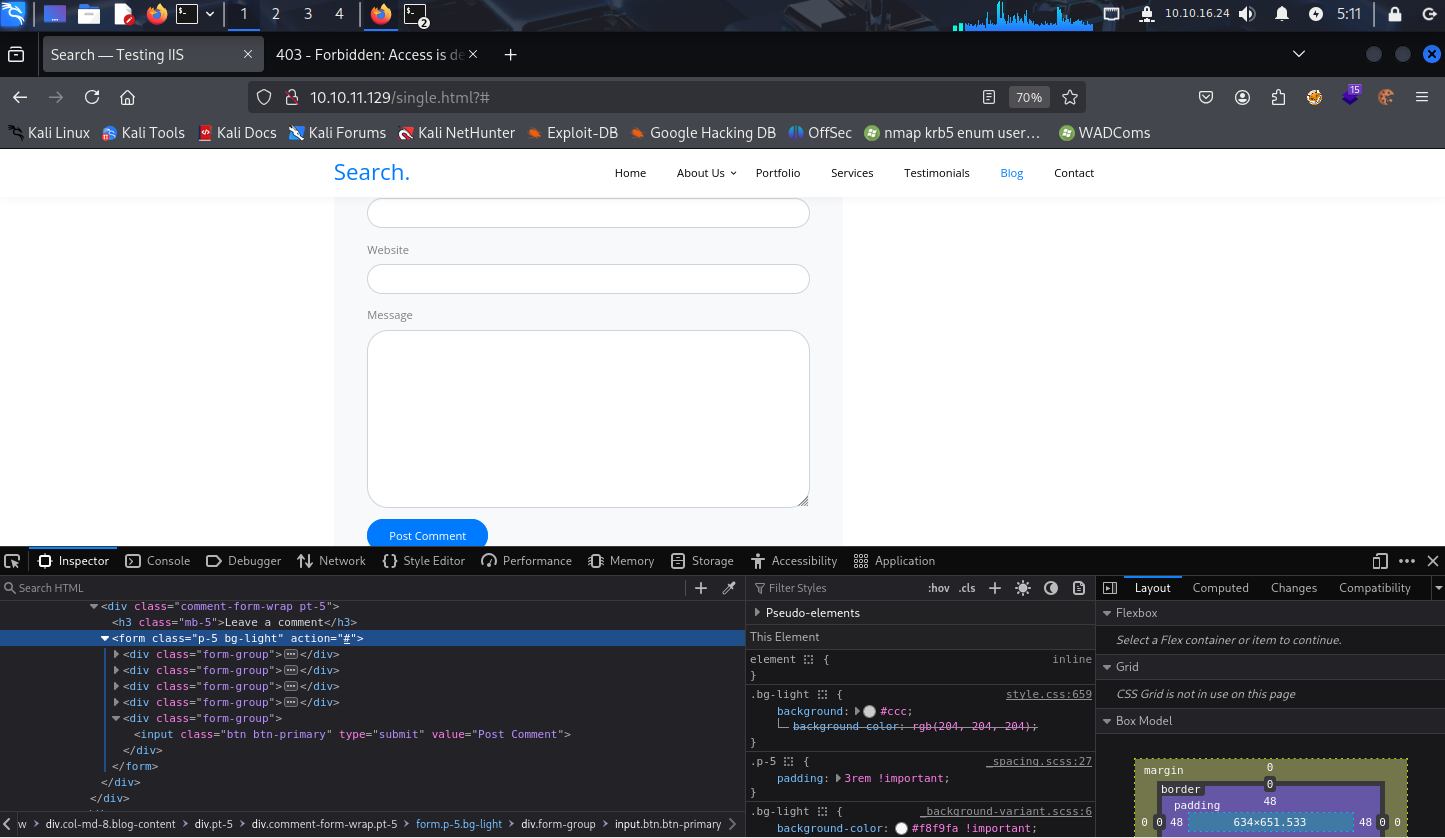 1 2 3 4 2 10.10.16.24 5:11
Search — Testing IIS 403 - Forbidden: Access is de
10.10.11.129/single.html?# 70% 15
Kali Linux Kali Tools Kali Docs Kali Forums Kali NetHunter Exploit-DB Google Hacking DB OffSec nmap krb5 enum user… WADComs
Search. Home About Us Portfolio Services Testimonials Blog Contact
Website
Message
Post Comment
Inspector Console Debugger Network Style Editor Performance Memory Storage Accessibility Application
Search HTML
<div class="comment-form-wrap pt-5">
<h3 class="mb-5">Leave a comment</h3>
<form class="p-5 bg-light" action="#">
<div class="form-group"> </div>
<div class="form-group"> </div>
<div class="form-group"> </div>
<div class="form-group"> </div>
<div class="form-group">
<input class="btn btn-primary" type="submit" value="Post Comment">
</div>
</form>
</div>
</div>
w div.col-md-8.blog-content div.pt-5 div.comment-form-wrap.pt-5 form.p-5.bg-light div.form-group input.btn.btn-primary
Filter Styles :hov .cls
Pseudo-elements
This Element
element { inline
}
.bg-light { style.css:659
background: #ccc;
background-color: rgb(204, 204, 204);
}
.p-5 { _spacing.scss:27
padding: 3rem !important;
}
.bg-light { _background-variant.scss:6
background-color: #f8f9fa !important;
Layout Computed Changes Compatibility
Flexbox
Select a Flex container or item to continue.
Grid
CSS Grid is not in use on this page
Box Model
margin 0
border 0
padding 48
0 0 48 634×651.533 48 0 0